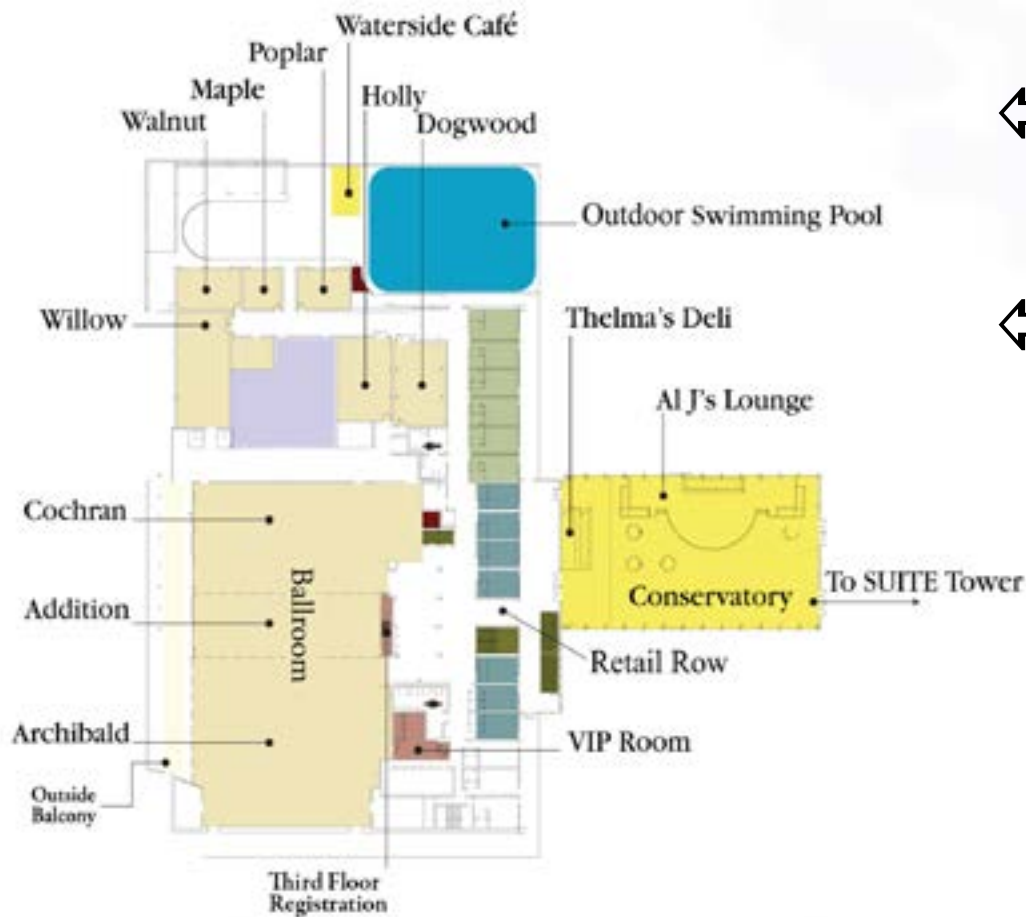 Waterside Café
Poplar
Maple
Holly
Walnut
Dogwood
Outdoor Swimming Pool
Willow
Thelma's Deli
Al J's Lounge
Cochran
Ballroom
Conservatory
To SUITE Tower
Addition
Retail Row
Archibald
VIP Room
Outside
Balcony
Third Floor
Registration